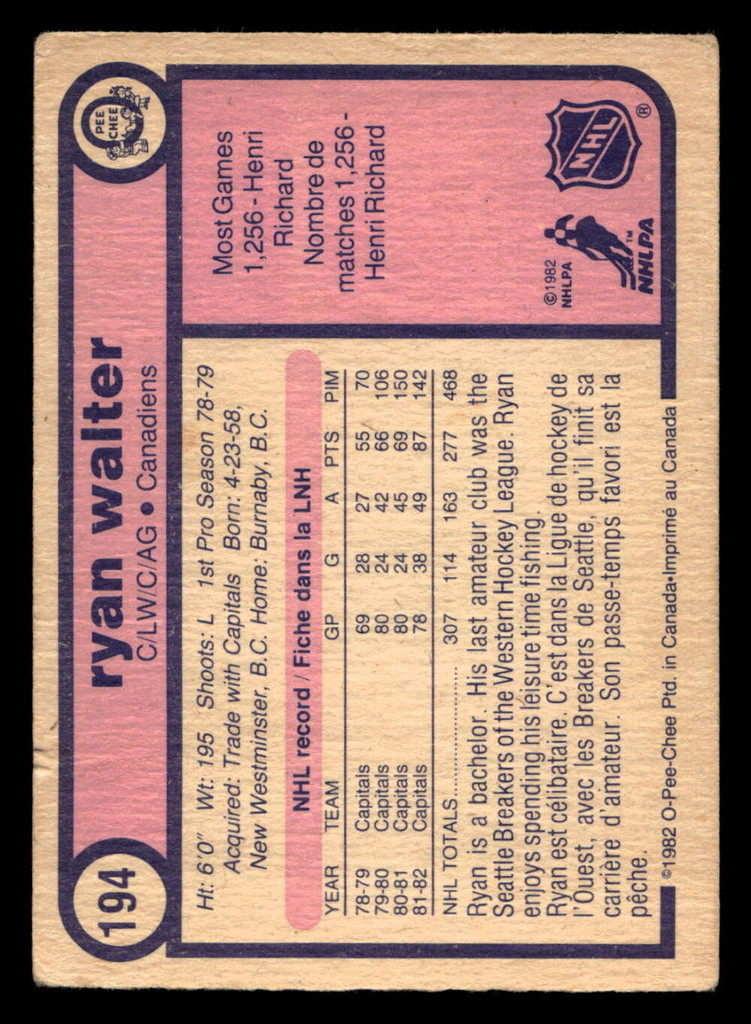 194
ryan walter
C/LW/C/AG • Canadiens
O
PEE
CHEE
Ht: 6'0" Wt: 195 Shoots: L 1st Pro Season 78-79
Acquired: Trade with Capitals Born: 4-23-58,
New Westminster, B.C. Home: Burnaby, B.C.
NHL record / Fiche dans la LNH
YEAR TEAM GP G A PTS PIM
78-79 Capitals 69 28 27 55 70
79-80 Capitals 80 24 42 66 106
80-81 Capitals 80 24 45 69 150
81-82 Capitals 78 38 49 87 142
NHL TOTALS.................. 307 114 163 277 468
Ryan is a bachelor. His last amateur club was the
Seattle Breakers of the Western Hockey League. Ryan
enjoys spending his leisure time fishing.
Ryan est célibataire. C'est dans la Ligue de hockey de
l'Ouest, avec les Breakers de Seattle, qu'il finit sa
carrière d'amateur. Son passe-temps favori est la
pêche.
Most Games
1,256 - Henri
Richard
Nombre de
matches 1,256 -
Henri Richard
©1982
NHLPA
NHLPA
TM
NHL
®
©1982 O-Pee-Chee Ptd. in Canada•Imprimé au Canada